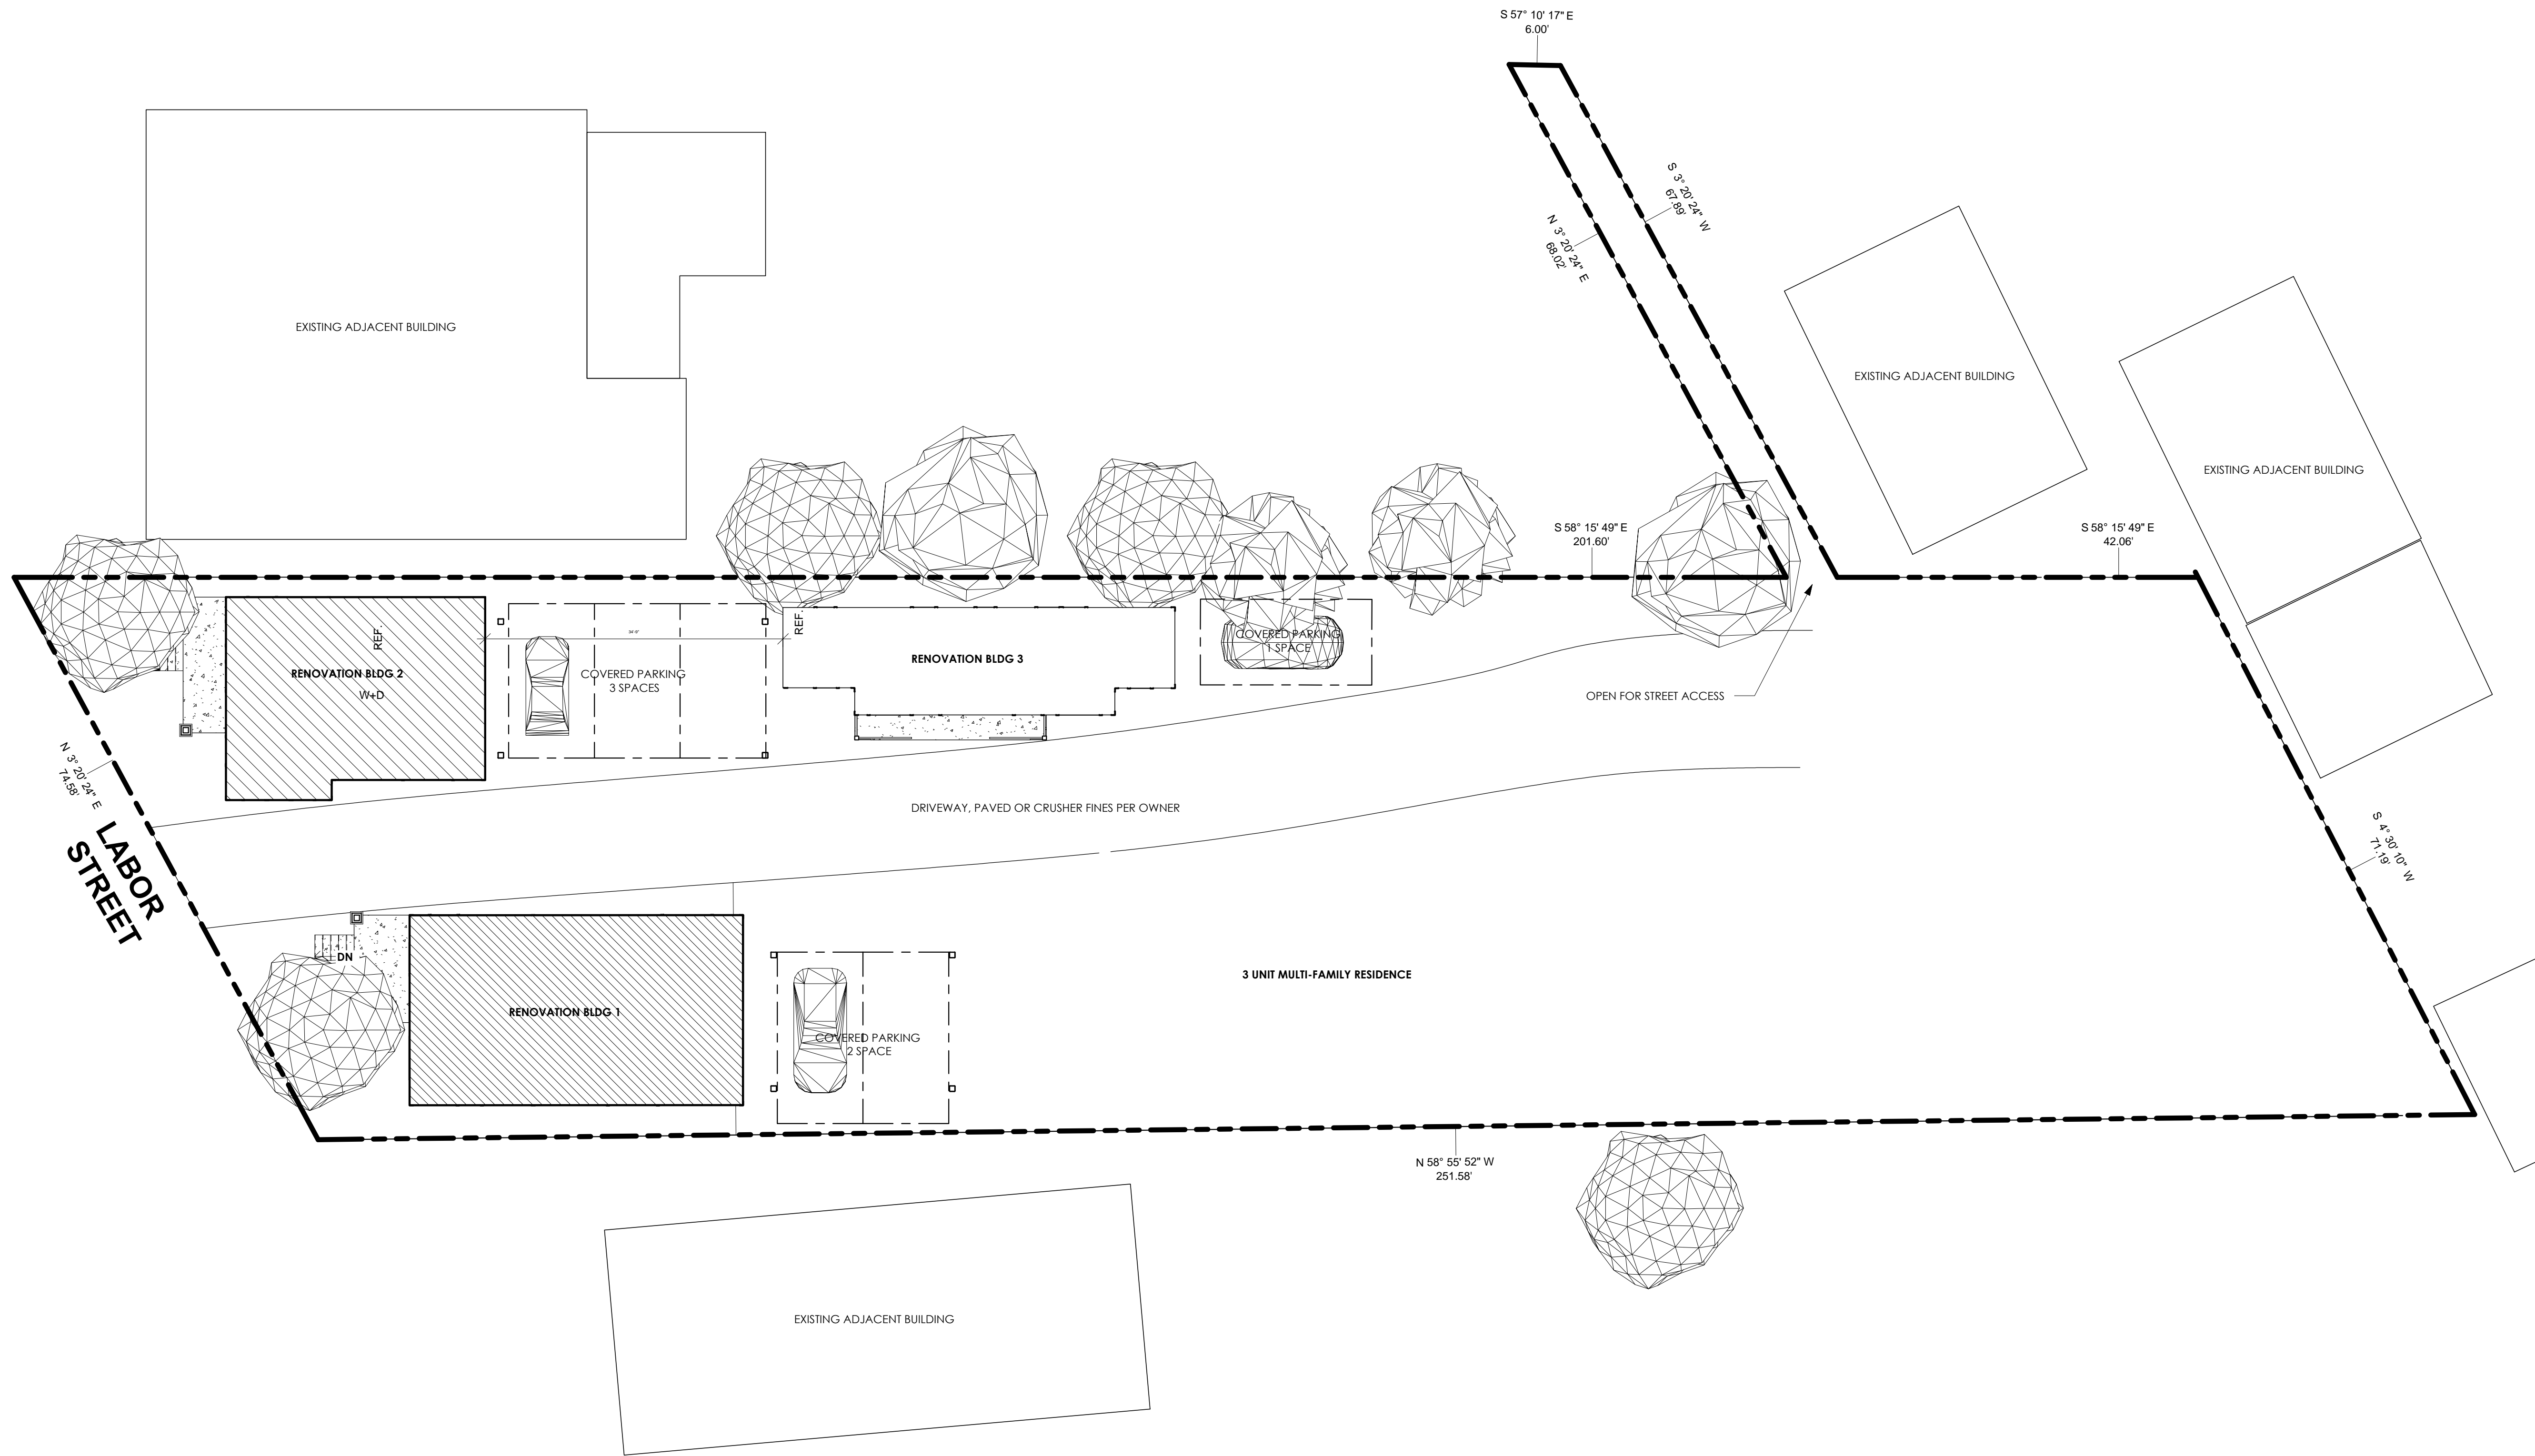 S 57° 10' 17" E
6.00'
S 3° 20' 24" W
67.89'
N 3° 20' 24" E
68.02'
EXISTING ADJACENT BUILDING
EXISTING ADJACENT BUILDING
EXISTING ADJACENT BUILDING
S 58° 15' 49" E
201.60'
S 58° 15' 49" E
42.06'
REF.
RENOVATION BLDG 2
W+D
34'-9"
COVERED PARKING
3 SPACES
REF.
RENOVATION BLDG 3
COVERED PARKING
1 SPACE
OPEN FOR STREET ACCESS
N 3° 20' 24" E
74.58'
LABOR
STREET
DRIVEWAY, PAVED OR CRUSHER FINES PER OWNER
S 4° 30' 10" W
71.19'
DN
RENOVATION BLDG 1
COVERED PARKING
2 SPACE
3 UNIT MULTI-FAMILY RESIDENCE
N 58° 55' 52" W
251.58'
EXISTING ADJACENT BUILDING